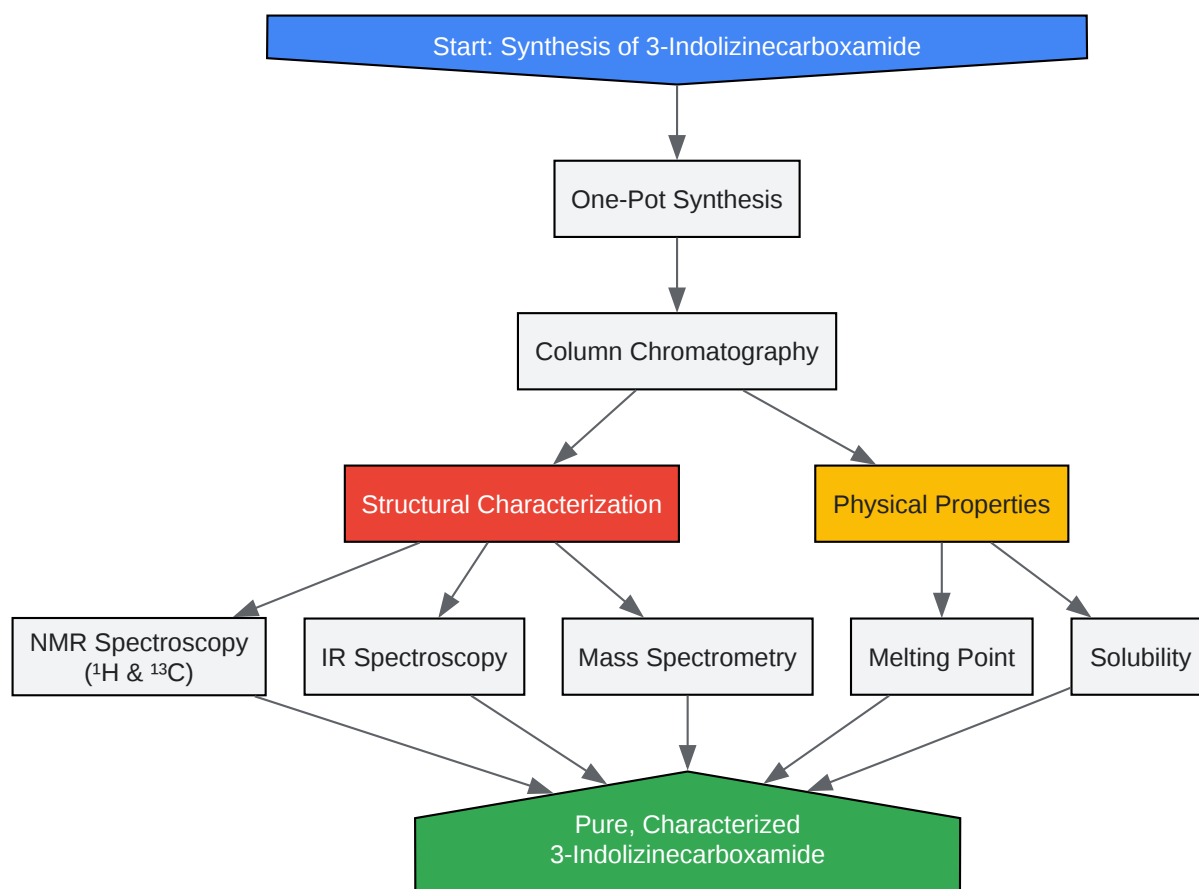 Start: Synthesis of 3-Indolizinecarboxamide
One-Pot Synthesis
Column Chromatography
Structural Characterization
Physical Properties
NMR Spectroscopy
(¹H & ¹³C)
IR Spectroscopy
Mass Spectrometry
Melting Point
Solubility
Pure, Characterized
3-Indolizinecarboxamide